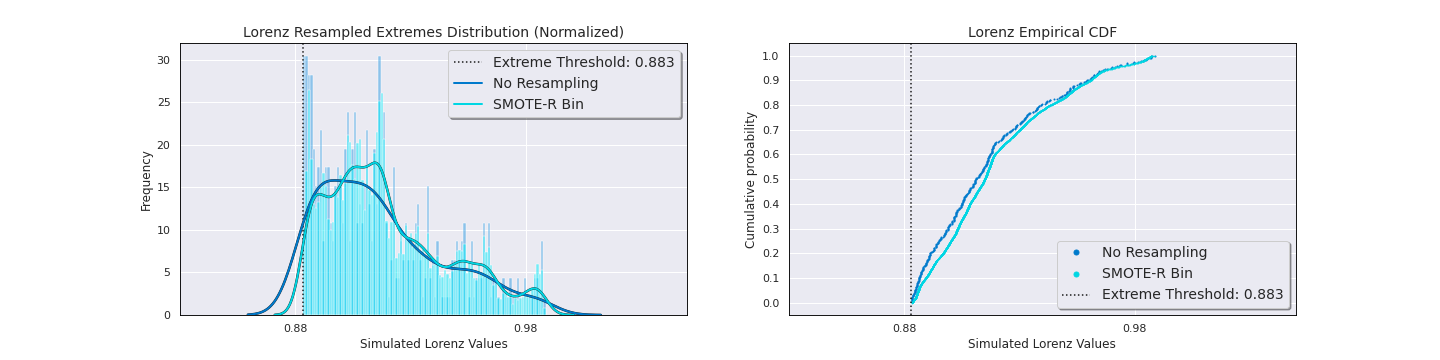 Lorenz Resampled Extremes Distribution (Normalized)
Frequency
30
25
20
15
10
5
0
0.88
0.98
Simulated Lorenz Values
Extreme Threshold: 0.883
No Resampling
SMOTE-R Bin
Lorenz Empirical CDF
Cumulative probability
1.0
0.9
0.8
0.7
0.6
0.5
0.4
0.3
0.2
0.1
0.0
0.88
0.98
Simulated Lorenz Values
No Resampling
SMOTE-R Bin
Extreme Threshold: 0.883